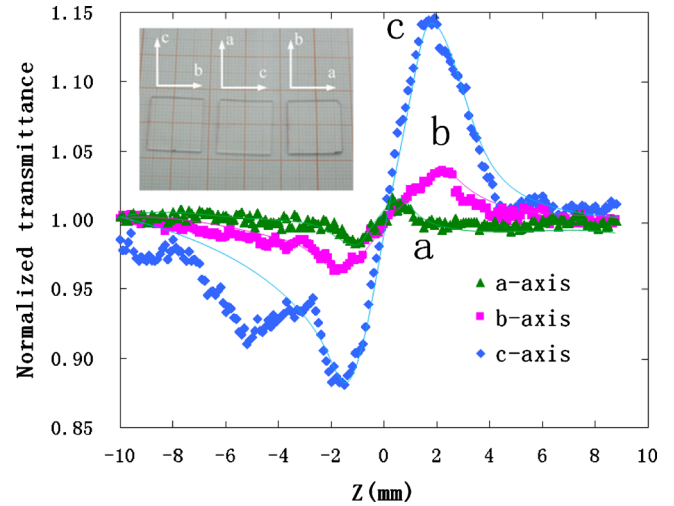 1.15
1.10
1.05
1.00
0.95
0.90
0.85
Normalized transmittance
c
b
a
c
b
a
c
b
a
a-axis
b-axis
c-axis
-10 -8 -6 -4 -2 0 2 4 6 8 10
Z(mm)